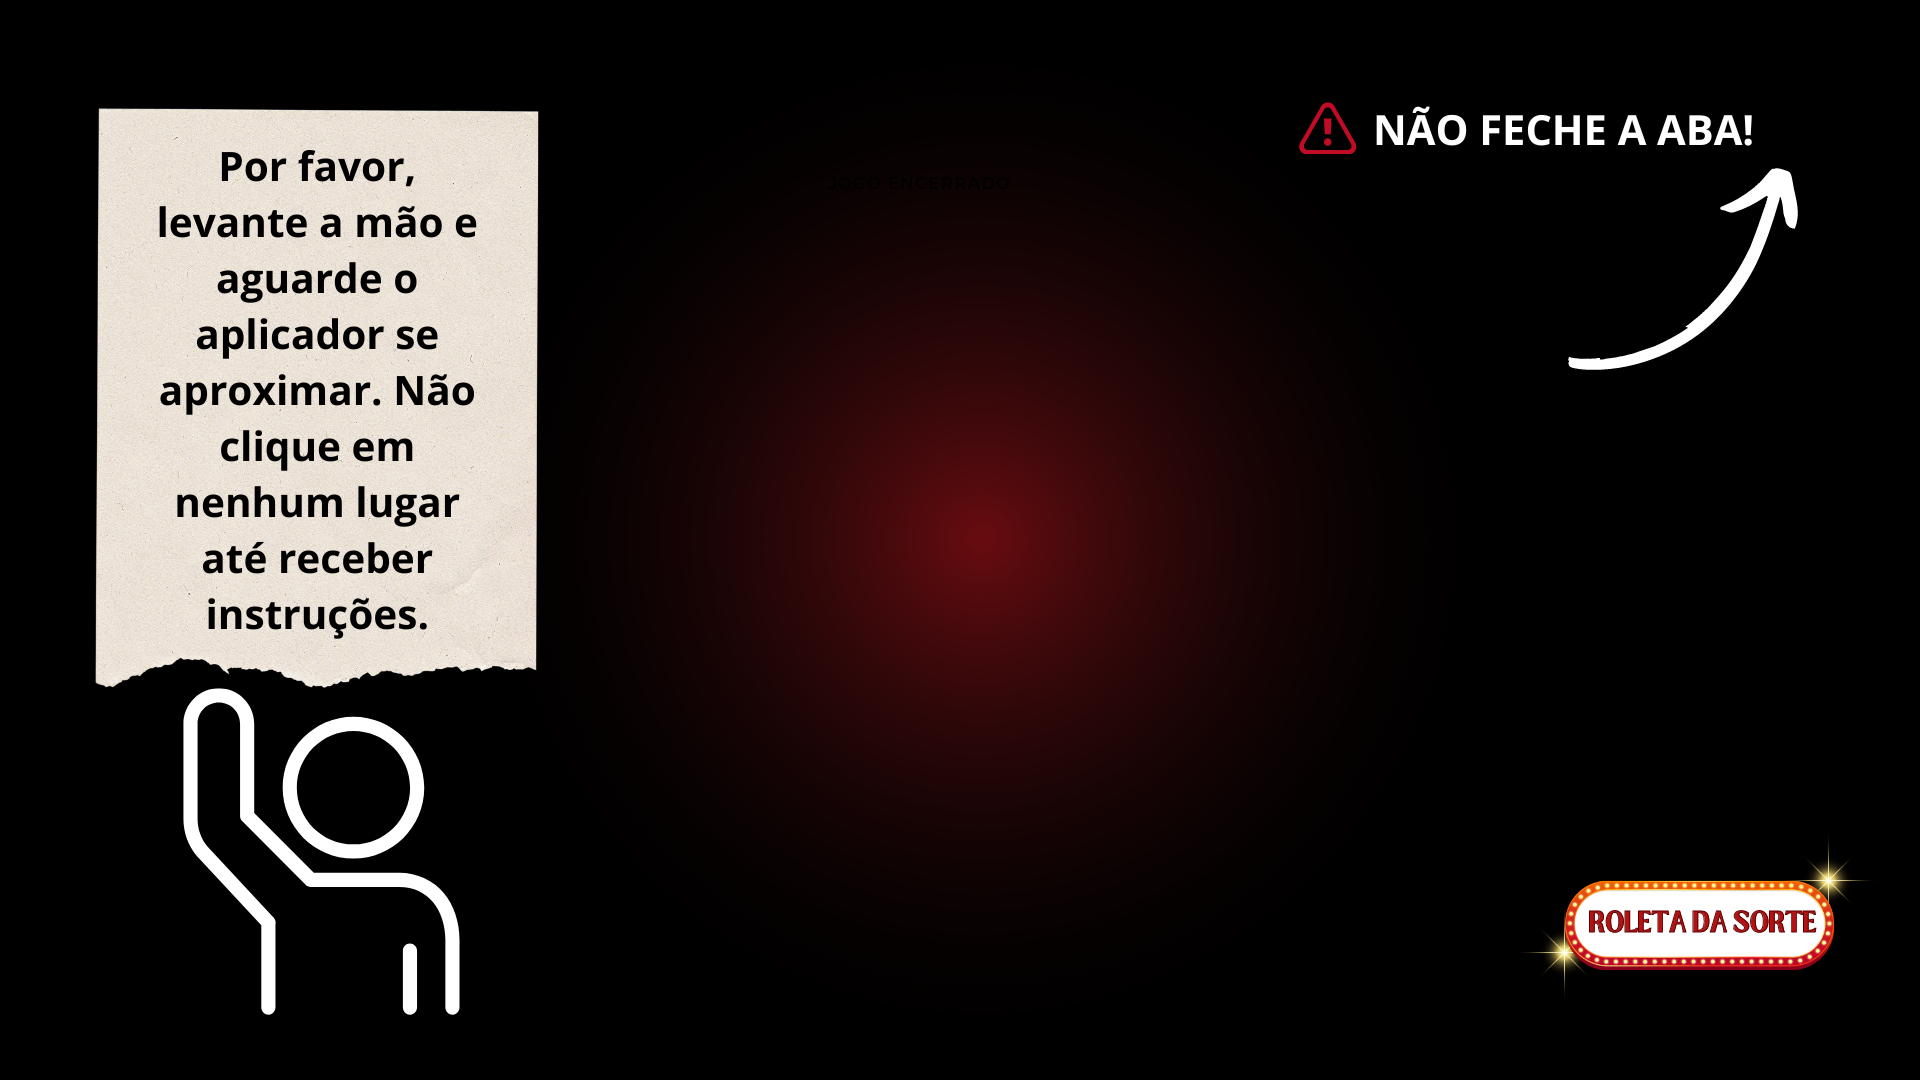 Por favor,
levante a mão e
aguarde o
aplicador se
aproximar. Não
clique em
nenhum lugar
até receber
instruções.
JOGO ENCERRADO
NÃO FECHE A ABA!
ROLETA DA SORTE